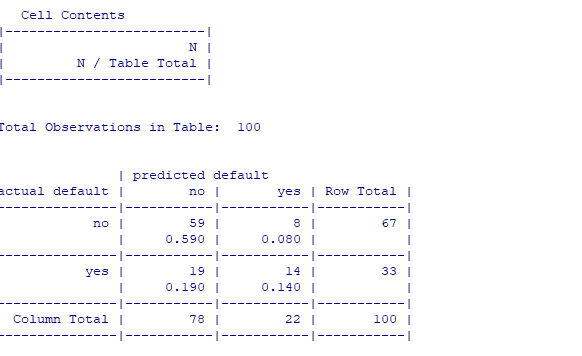 Cell Contents
|-------------------------|
|                       N |
|         N / Table Total |
|-------------------------|
Total Observations in Table:  100
               | predicted default
actual default |        no |       yes | Row Total |
---------------|-----------|-----------|-----------|
            no |        59 |         8 |        67 |
               |     0.590 |     0.080 |           |
---------------|-----------|-----------|-----------|
           yes |        19 |        14 |        33 |
               |     0.190 |     0.140 |           |
---------------|-----------|-----------|-----------|
  Column Total |        78 |        22 |       100 |
---------------|-----------|-----------|-----------|